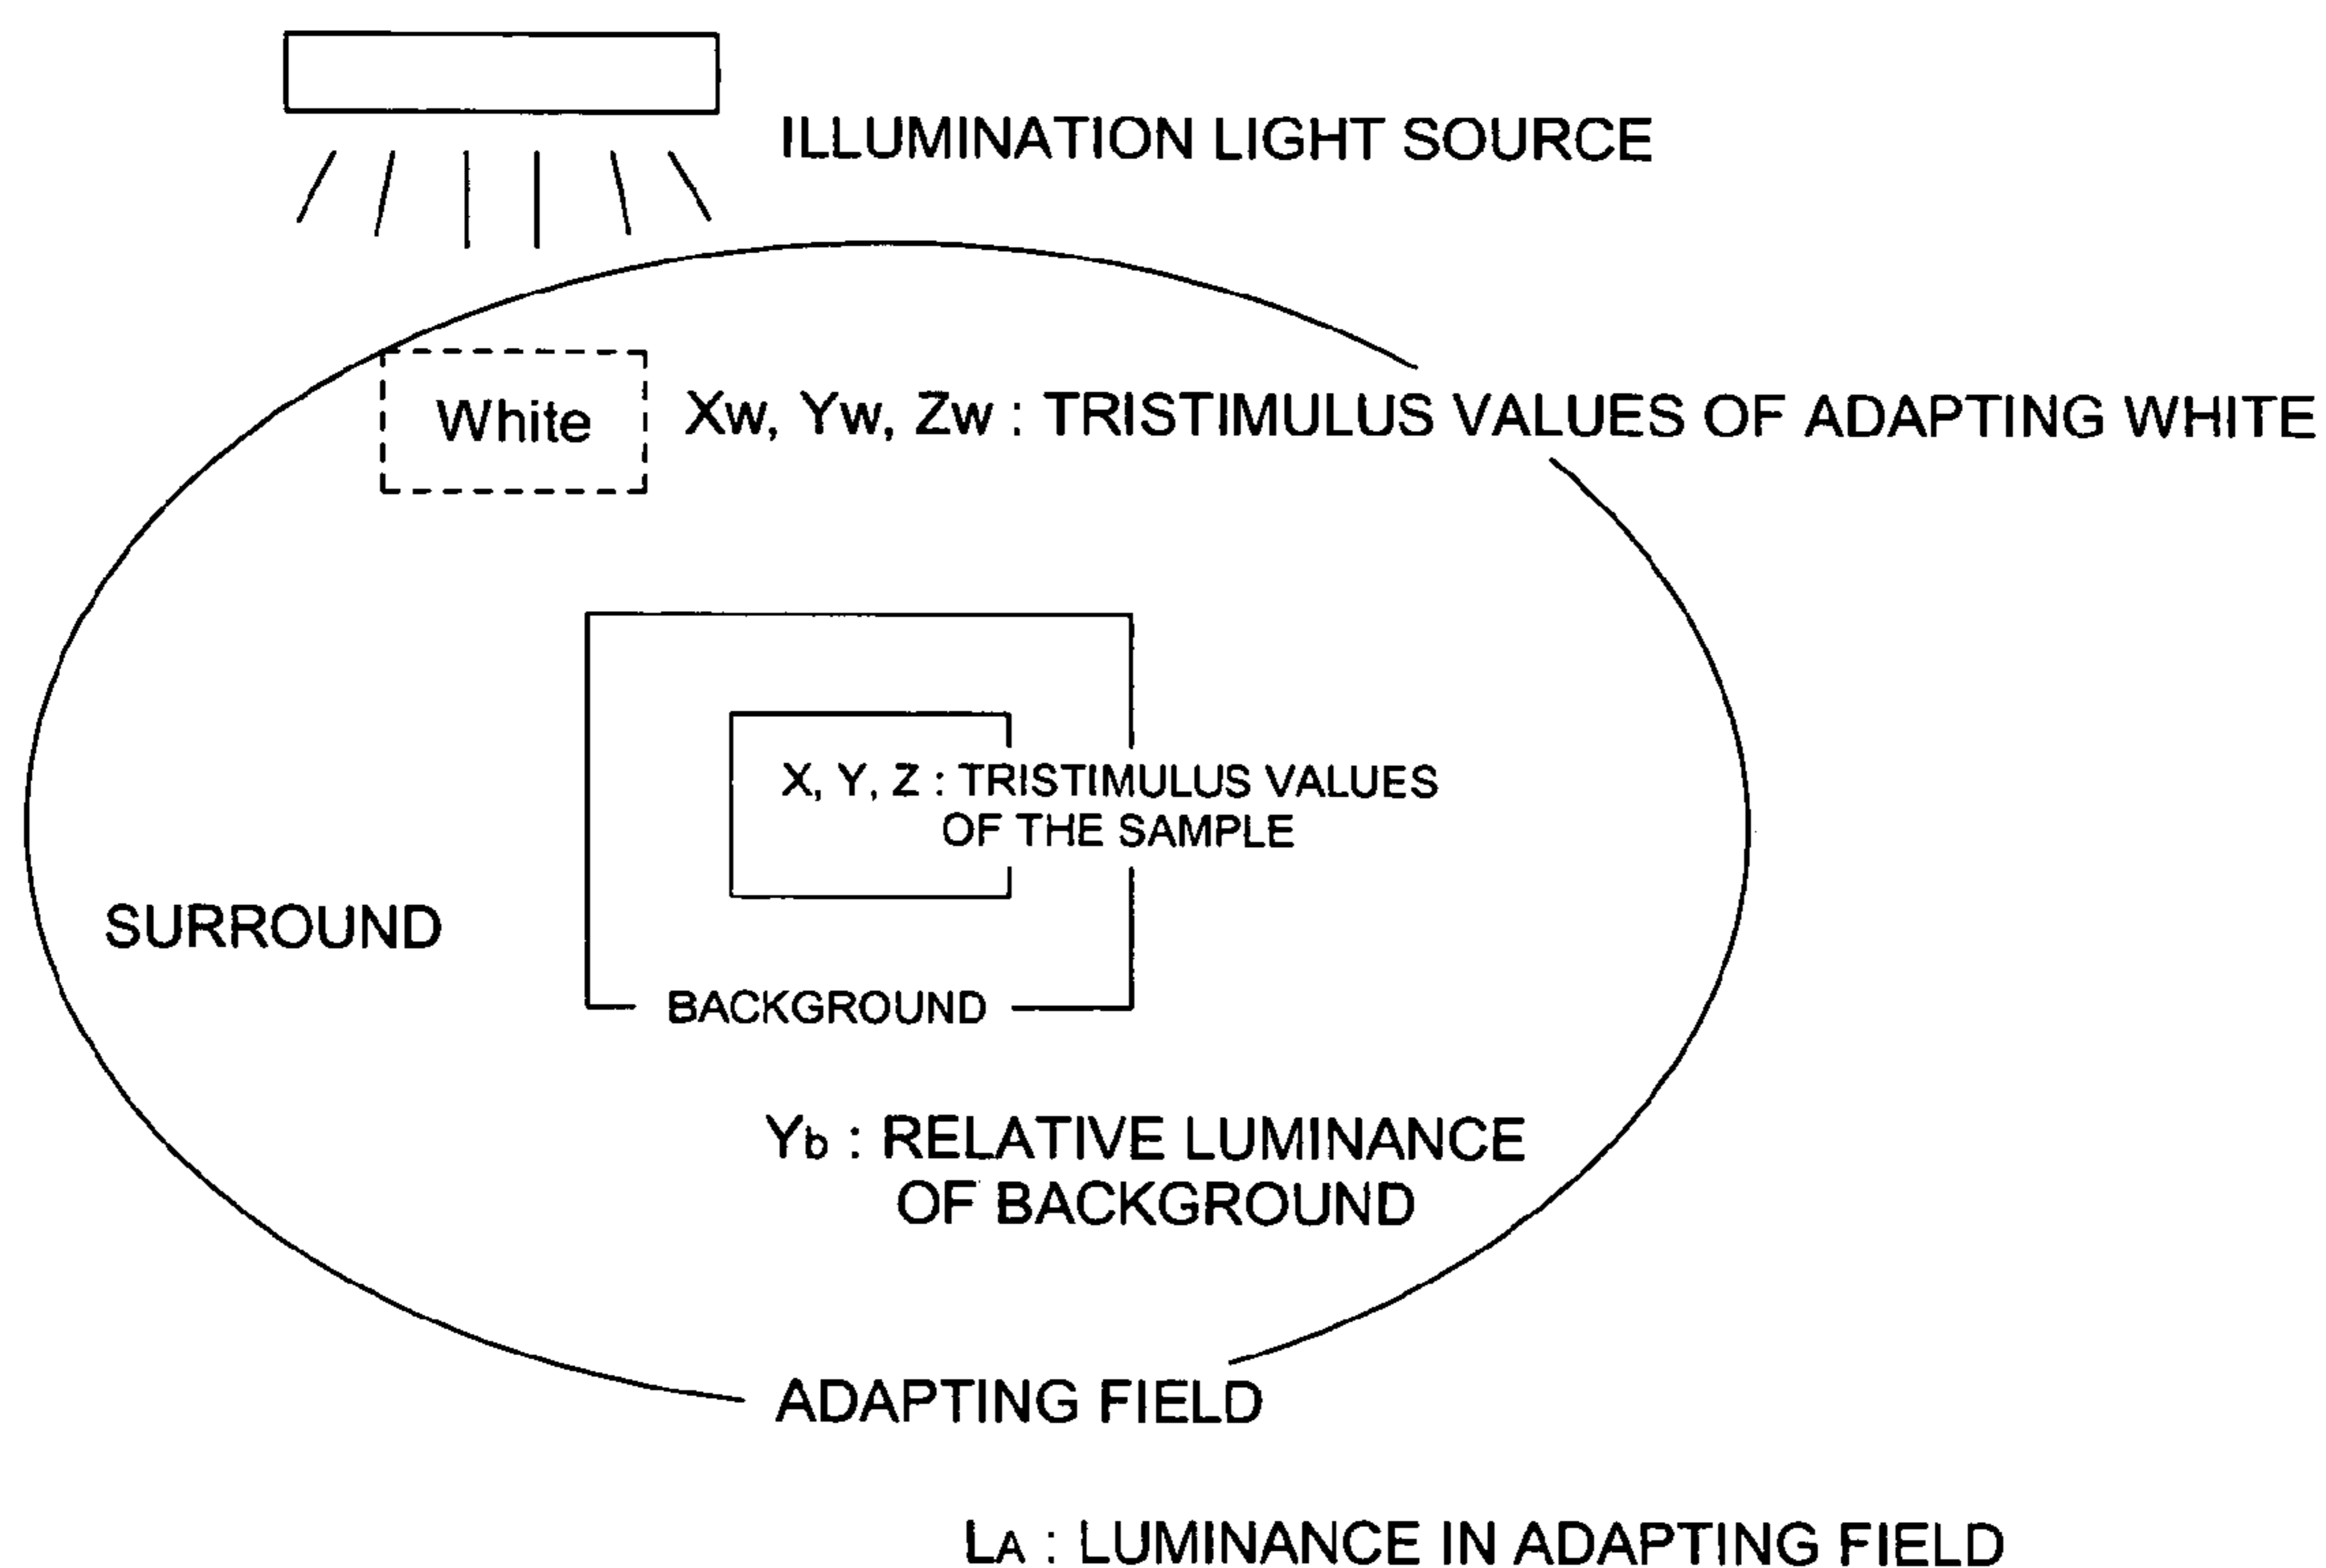 ILLUMINATION LIGHT SOURCE
White
Xw, Yw, Zw : TRISTIMULUS VALUES OF ADAPTING WHITE
X, Y, Z : TRISTIMULUS VALUES
OF THE SAMPLE
SURROUND
BACKGROUND
Yb : RELATIVE LUMINANCE
OF BACKGROUND
ADAPTING FIELD
LA : LUMINANCE IN ADAPTING FIELD